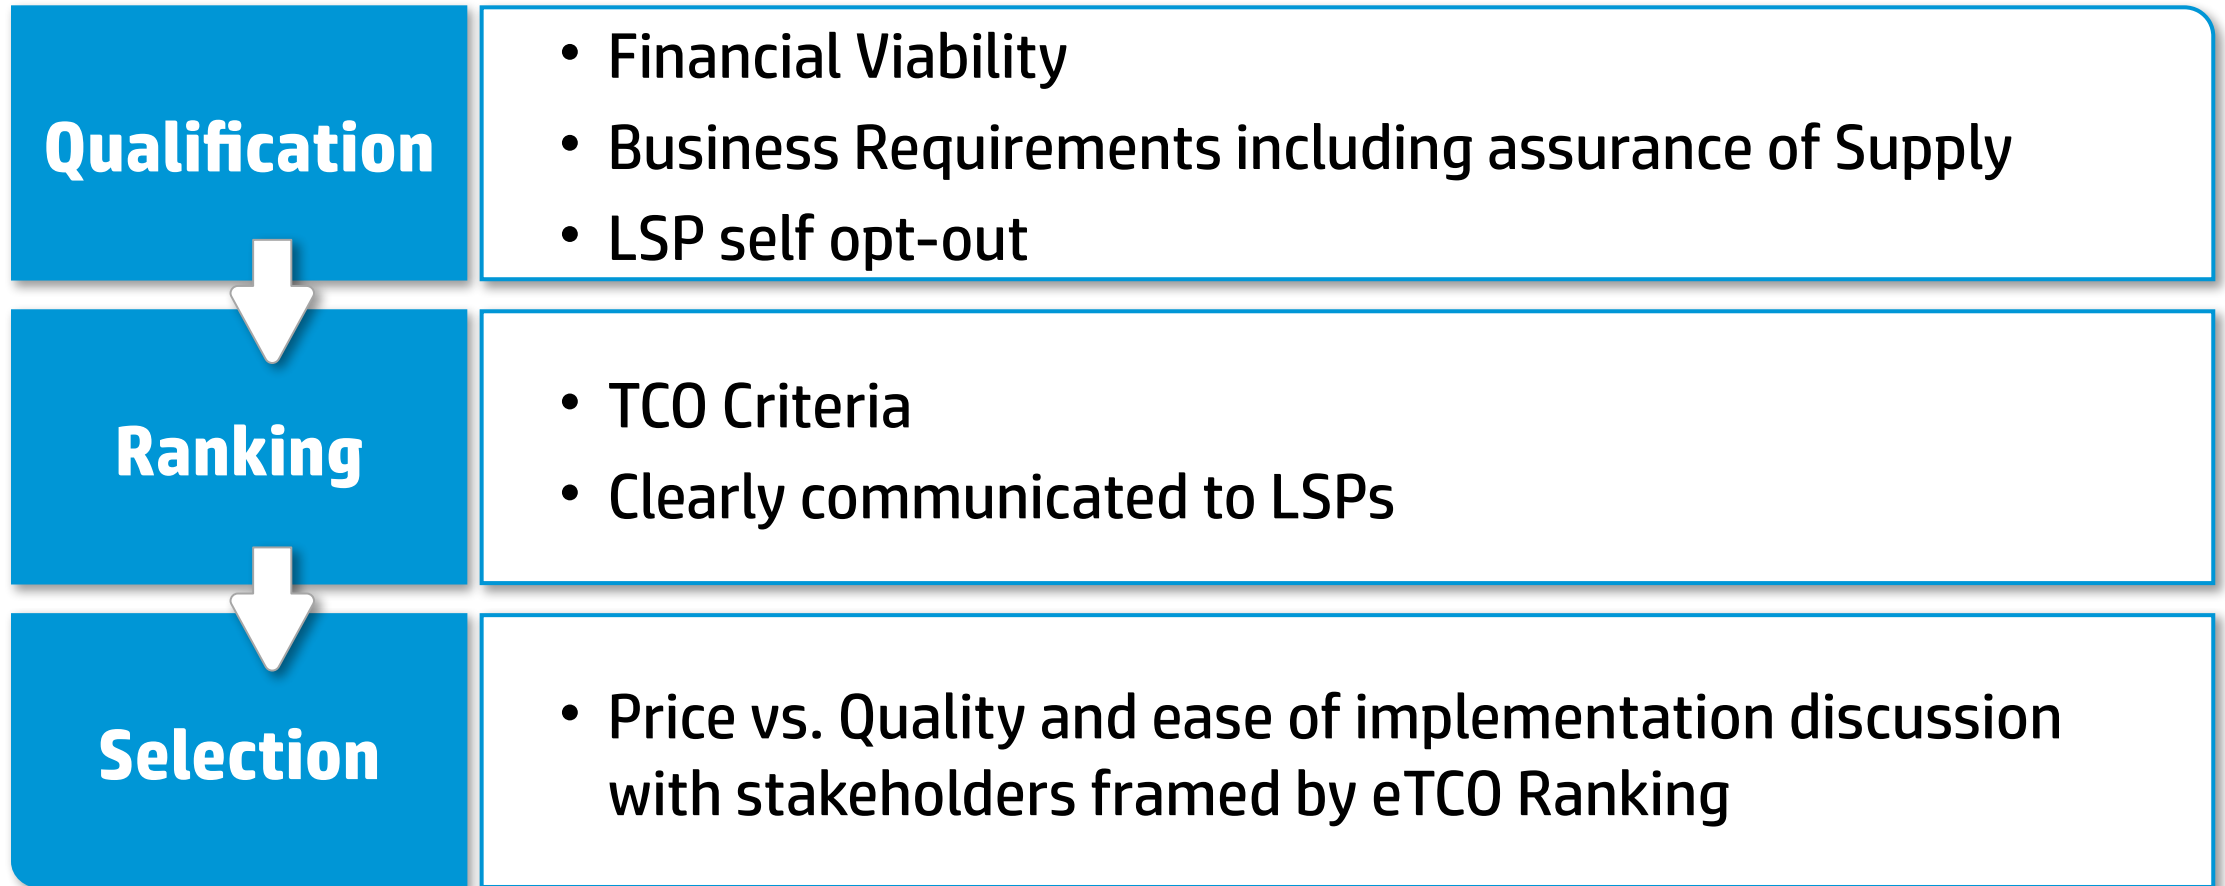 Qualification
• Financial Viability
• Business Requirements including assurance of Supply
• LSP self opt-out
Ranking
• TCO Criteria
• Clearly communicated to LSPs
Selection
• Price vs. Quality and ease of implementation discussion
with stakeholders framed by eTCO Ranking